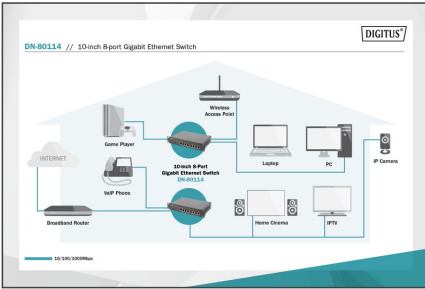 DIGITUS®
DN-80114 // 10-inch 8-port Gigabit Ethernet Switch
Wireless
Access Point
Game Player
INTERNET
10-inch 8-Port
Gigabit Ethernet Switch
DN-80114
Laptop
PC
IP Camera
VoIP Phone
Broadband Router
Home Cinema
IPTV
10/100/1000Mbps